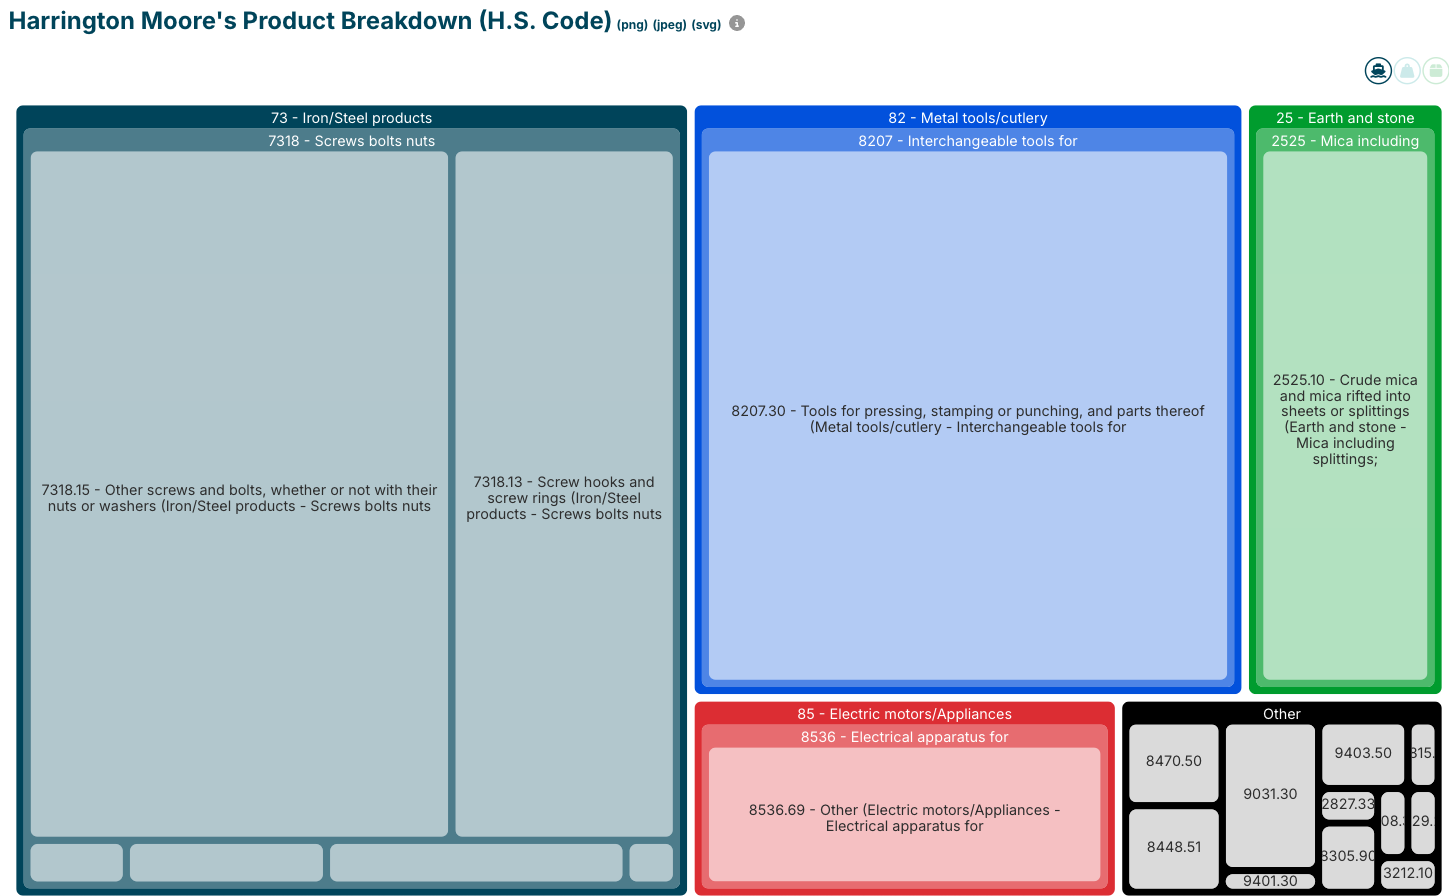 Harrington Moore's Product Breakdown (H.S. Code) (png) (jpeg) (svg)
73 - Iron/Steel products
7318 - Screws bolts nuts
7318.15 - Other screws and bolts, whether or not with their
nuts or washers (Iron/Steel products - Screws bolts nuts
7318.13 - Screw hooks and
screw rings (Iron/Steel
products - Screws bolts nuts
82 - Metal tools/cutlery
8207 - Interchangeable tools for
8207.30 - Tools for pressing, stamping or punching, and parts thereof
(Metal tools/cutlery - Interchangeable tools for
25 - Earth and stone
2525 - Mica including
2525.10 - Crude mica
and mica rifted into
sheets or splittings
(Earth and stone -
Mica including
splittings;
85 - Electric motors/Appliances
8536 - Electrical apparatus for
8536.69 - Other (Electric motors/Appliances -
Electrical apparatus for
Other
8470.50
8448.51
9031.30
9401.30
9403.50
2827.33
8305.90
3212.10